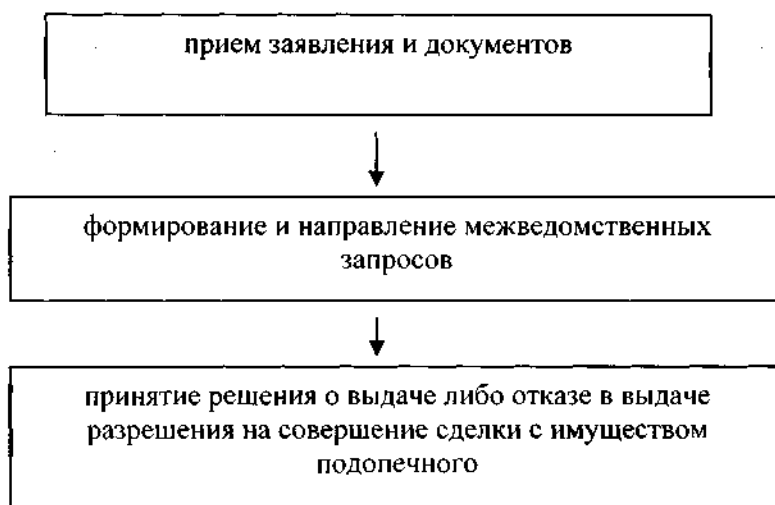 прием заявления и документов
формирование и направление межведомственных
запросов
принятие решения о выдаче либо отказе в выдаче
разрешения на совершение сделки с имуществом
подопечного